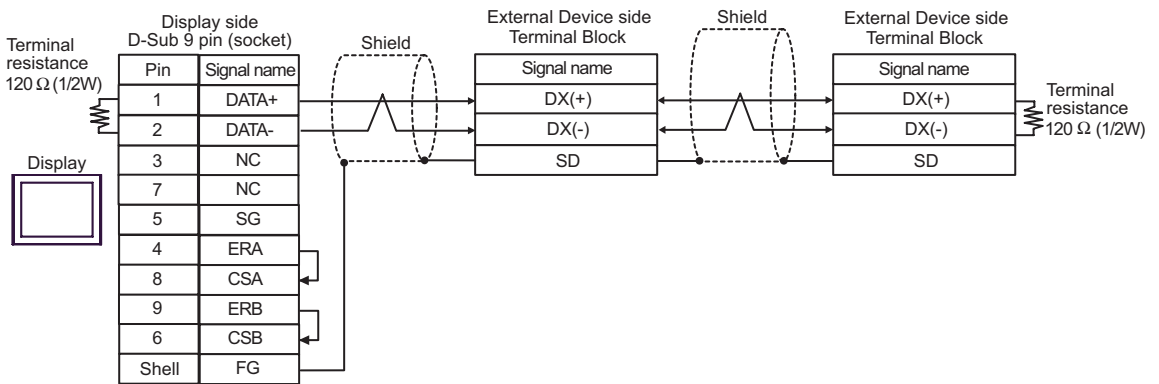 Display side
D-Sub 9 pin (socket)
Terminal
resistance
120 Ω (1/2W)
Pin Signal name
1 DATA+
2 DATA-
3 NC
7 NC
5 SG
4 ERA
8 CSA
9 ERB
6 CSB
Shell FG
Display
Shield
External Device side
Terminal Block
Signal name
DX(+)
DX(-)
SD
Shield
External Device side
Terminal Block
Signal name
DX(+)
DX(-)
SD
Terminal
resistance
120 Ω (1/2W)